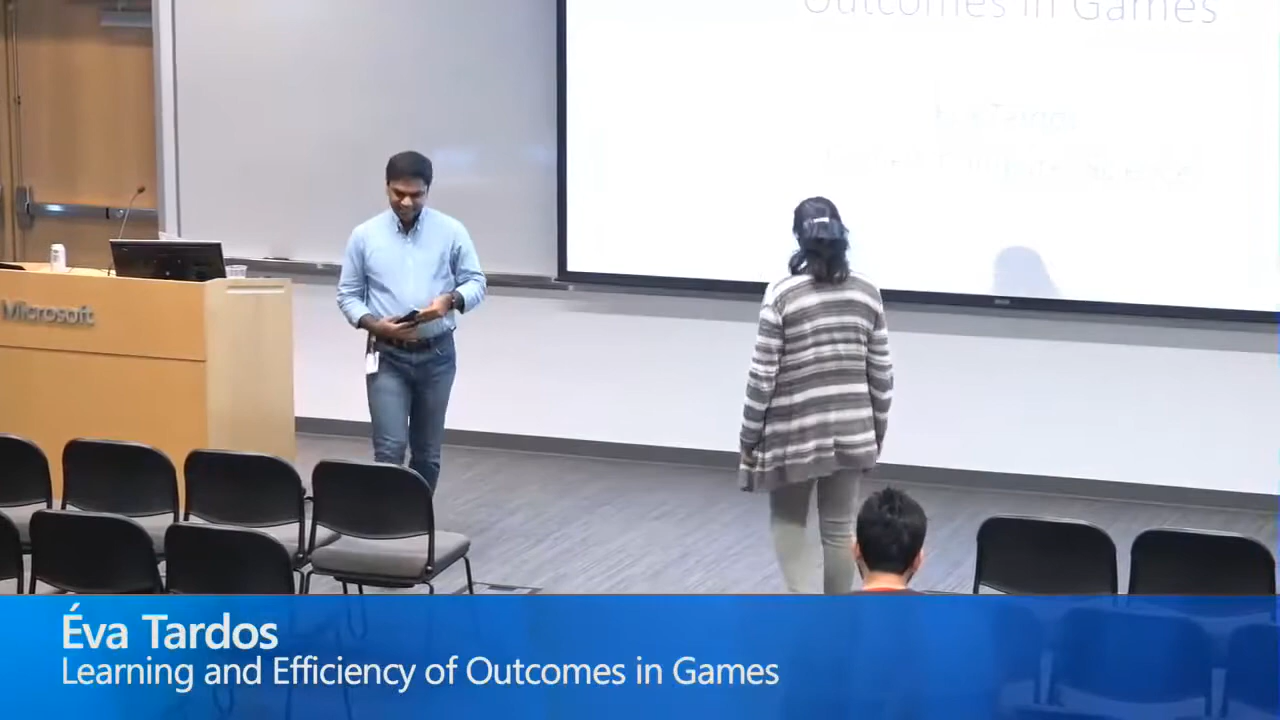 Outcomes in Games
Microsoft
Éva Tardos
Learning and Efficiency of Outcomes in Games